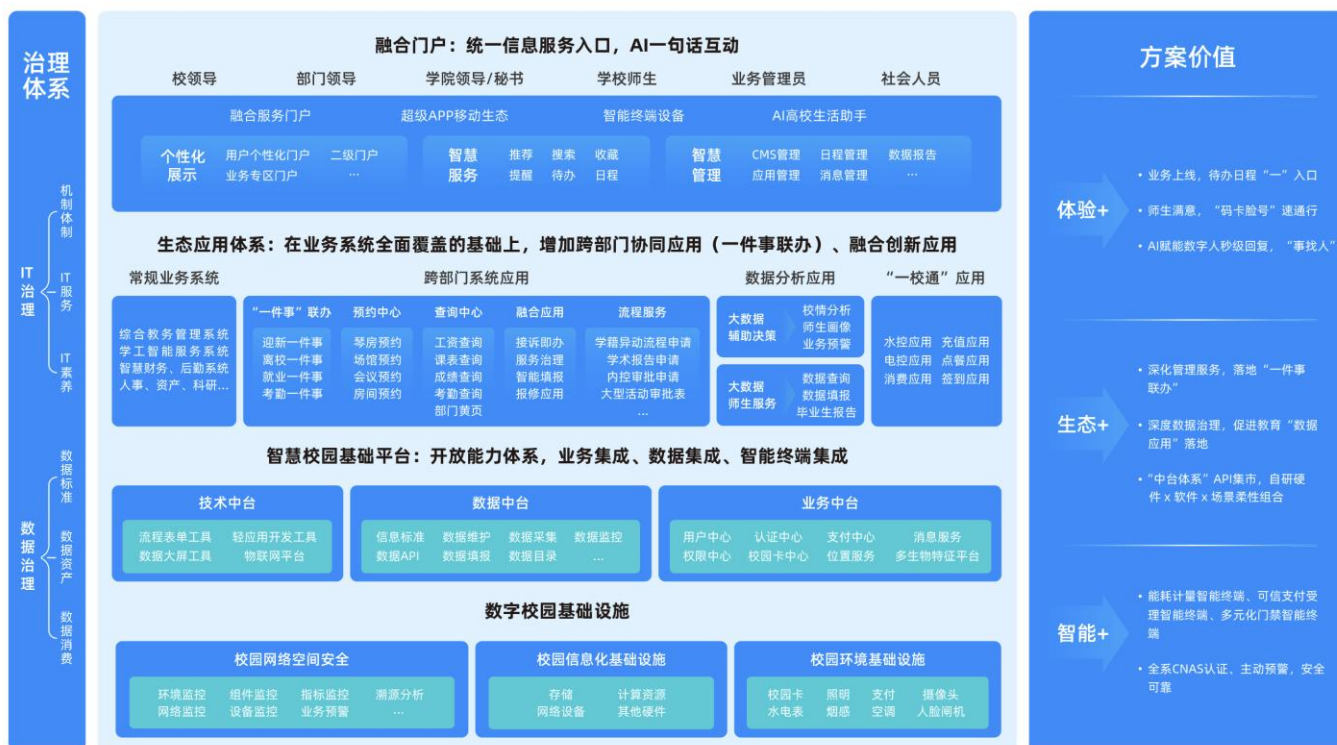 治理
体系
IT治理
机制体制
IT服务
IT素养
数据治理
数据标准
数据资产
数据消费
融合门户：统一信息服务入口，AI一句话互动
校领导 部门领导 学院领导/秘书 学校师生 业务管理员 社会人员
融合服务门户 超级APP移动生态 智能终端设备 AI高校生活助手
个性化
展示
用户个性化门户 二级门户
业务专区门户 ...
智慧
服务
推荐 搜索 收藏
提醒 待办 日程
智慧
管理
CMS管理 日程管理 数据报告
应用管理 消息管理 ...
生态应用体系：在业务系统全面覆盖的基础上，增加跨部门协同应用（一件事联办）、融合创新应用
常规业务系统 跨部门系统应用 数据分析应用 “一校通”应用
综合教务管理系统
学工智能服务系统
智慧财务、后勤系统
人事、资产、科研...
“一件事”联办
迎新一件事
离校一件事
就业一件事
考勤一件事
预约中心
琴房预约
场馆预约
会议预约
房间预约
查询中心
工资查询
课表查询
成绩查询
考勤查询
部门黄页
融合应用
接诉即办
服务治理
智能填报
报修应用
流程服务
学籍异动流程申请
学术报告申请
内控审批申请
大型活动审批表
...
大数据
辅助决策
校情分析
师生画像
业务预警
大数据
师生服务
数据查询
数据填报
毕业生报告
水控应用 充值应用
电控应用 点餐应用
消费应用 签到应用
智慧校园基础平台：开放能力体系，业务集成、数据集成、智能终端集成
技术中台
流程表单工具 轻应用开发工具
数据大屏工具 物联网平台
数据中台
信息标准 数据维护 数据采集 数据监控
数据API 数据填报 数据目录 ...
业务中台
用户中心 认证中心 支付中心 消息服务
权限中心 校园卡中心 位置服务 多生物特征平台
数字校园基础设施
校园网络空间安全
环境监控 组件监控 指标监控 溯源分析
网络监控 设备监控 业务预警 ...
校园信息化基础设施
存储 计算资源
网络设备 其他硬件
校园环境基础设施
校园卡 照明 支付 摄像头
水电表 烟感 空调 人脸闸机
方案价值
体验+
• 业务上线，待办日程“一”入口
• 师生满意，“码卡脸号”速通行
• AI赋能数字人秒级回复，“事找人”
生态+
• 深化管理服务，落地“一件事
联办”
• 深度数据治理，促进教育“数据
应用”落地
• “中台体系”API集市，自研硬
件 x 软件 x 场景柔性组合
智能+
• 能耗计量智能终端、可信支付受
理智能终端、多元化门禁智能终
端
• 全系CNAS认证、主动预警，安全
可靠